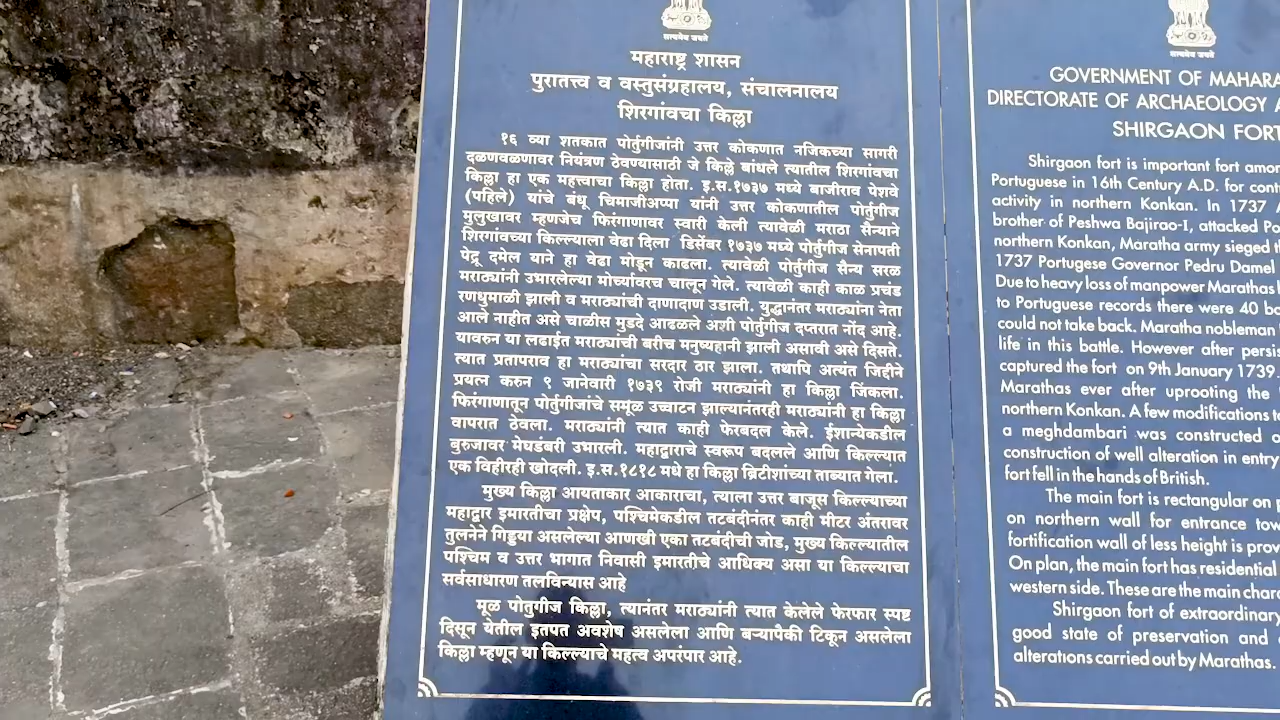 सत्यमेव जयते
महाराष्ट्र शासन
पुरातत्त्व व वस्तुसंग्रहालय, संचालनालय
शिरगांवचा किल्ला
१६ व्या शतकात पोर्तुगीजांनी उत्तर कोकणात नजिकच्या सागरी
दळणवळणावर नियंत्रण ठेवण्यासाठी जे किल्ले बांधले त्यातील शिरगांवचा
किल्ला हा एक महत्त्वाचा किल्ला होता. इ.स.१७३७ मध्ये बाजीराव पेशवे
(पहिले) यांचे बंधू चिमाजीअप्पा यांनी उत्तर कोकणातील पोर्तुगीज
मुलुखावर म्हणजेच फिरंगाणावर स्वारी केली त्यावेळी मराठा सैन्याने
शिरगांवच्या किल्ल्याला वेढा दिला डिसेंबर १७३७ मध्ये पोर्तुगीज सेनापती
पेद्रू दमेल याने हा वेढा मोडून काढला. त्यावेळी पोर्तुगीज सैन्य सरळ
मराठ्यांनी उभारलेल्या मोर्च्यावरच चालून गेले. त्यावेळी काही काळ प्रचंड
रणधुमाळी झाली व मराठ्यांची दाणादाण उडाली. युद्धानंतर मराठ्यांना नेता
आले नाहीत असे चाळीस मुडदे आढळले अशी पोर्तुगीज दप्तरात नोंद आहे.
यावरुन या लढाईत मराठ्यांची बरीच मनुष्यहानी झाली असावी असे दिसते.
त्यात प्रतापराव हा मराठ्यांचा सरदार ठार झाला. तथापि अत्यंत जिद्दीने
प्रयत्न करुन ९ जानेवारी १७३९ रोजी मराठ्यांनी हा किल्ला जिंकला.
फिरंगाणातून पोर्तुगीजांचे समूंळ उच्चाटन झाल्यानंतरही मराठ्यांनी हा किल्ला
वापरात ठेवला. मराठ्यांनी त्यात काही फेरबदल केले. ईशान्येकडील
बुरुजावर मेघडंबरी उभारली. महाद्वाराचे स्वरूप बदलले आणि किल्ल्यात
एक विहीरही खोदली. इ.स.१८१८ मधे हा किल्ला ब्रिटीशांच्या ताब्यात गेला.
मुख्य किल्ला आयताकार आकाराचा, त्याला उत्तर बाजूस किल्ल्याच्या
महाद्वार इमारतीचा प्रक्षेप, पश्चिमेकडील तटबंदीनंतर काही मीटर अंतरावर
तुलनेने गिड्डया असलेल्या आणखी एका तटबंदीची जोड, मुख्य किल्ल्यातील
पश्चिम व उत्तर भागात निवासी इमारतीचे आधिक्य असा या किल्ल्याचा
सर्वसाधारण तलविन्यास आहे
मूळ पोतुगीज किल्ला, त्यानंतर मराठ्यांनी त्यात केलेले फेरफार स्पष्ट
दिसून येतील इतपत अवशेष असलेला आणि बऱ्यापैकी टिकून असलेला
किल्ला म्हणून या किल्ल्याचे महत्व अपरंपार आहे.
सत्यमेव जयते
GOVERNMENT OF MAHARA
DIRECTORATE OF ARCHAEOLOGY A
SHIRGAON FORT
Shirgaon fort is important fort amon
Portuguese in 16th Century A.D. for cont
activity in northern Konkan. In 1737
brother of Peshwa Bajirao-I, attacked Po
northern Konkan, Maratha army sieged t
1737 Portugese Governor Pedru Damel
Due to heavy loss of manpower Marathas
to Portuguese records there were 40 bo
could not take back. Maratha nobleman
life in this battle. However after persis
captured the fort on 9th January 1739.
Marathas ever after uprooting the
northern Konkan. A few modifications t
a meghdambari was constructed o
construction of well alteration in entry
fort fell in the hands of British.
The main fort is rectangular on
on northern wall for entrance tow
fortification wall of less height is prov
On plan, the main fort has residential
western side. These are the main chara
Shirgaon fort of extraordinary
good state of preservation and
alterations carried out by Marathas.